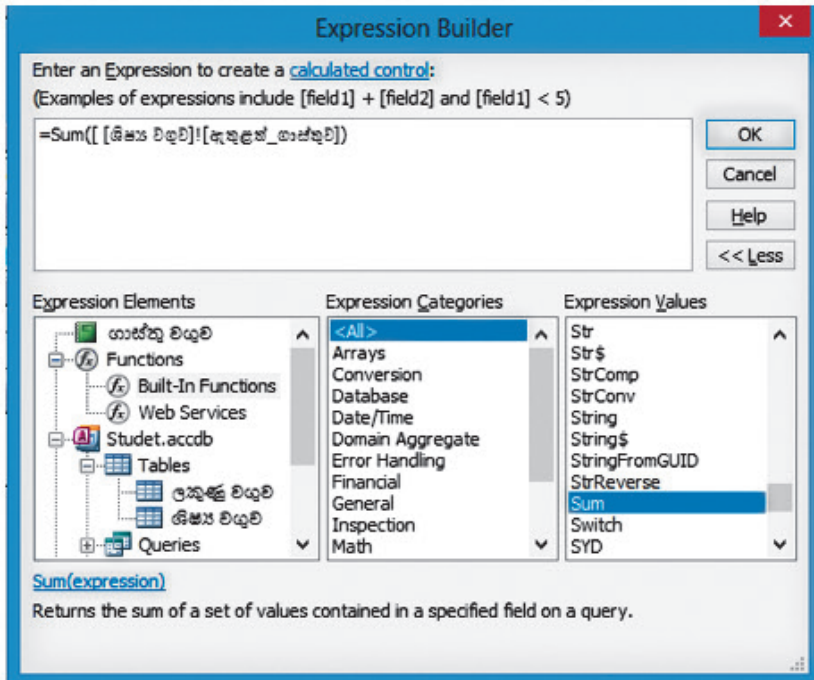 Expression Builder
Enter an Expression to create a calculated control:
(Examples of expressions include [field1] + [field2] and [field1] < 5)
=Sum([ [ශිෂ්‍ය වගුව]![ඇතුළත්_ගාස්තුව])
OK
Cancel
Help
<< Less
Expression Elements
ගාස්තු වගුව
Functions
Built-In Functions
Web Services
Studet.accdb
Tables
ලකුණු වගුව
ශිෂ්‍ය වගුව
Queries
Expression Categories
<All>
Arrays
Conversion
Database
Date/Time
Domain Aggregate
Error Handling
Financial
General
Inspection
Math
Expression Values
Str
Str$
StrComp
StrConv
String
String$
StringFromGUID
StrReverse
Sum
Switch
SYD
Sum(expression)
Returns the sum of a set of values contained in a specified field on a query.